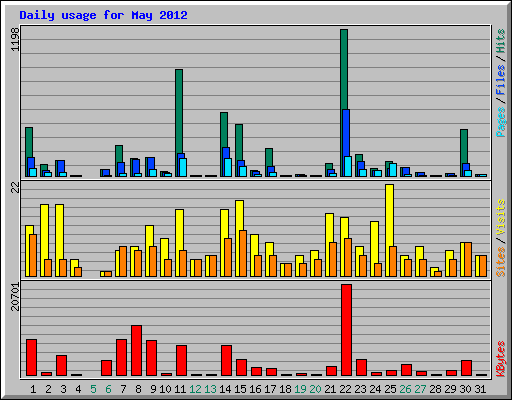 Daily usage for May 2012
1198
Pages / Files / Hits
22
Sites / Visits
20701
KBytes
1 2 3 4 5 6 7 8 9 10 11 12 13 14 15 16 17 18 19 20 21 22 23 24 25 26 27 28 29 30 31